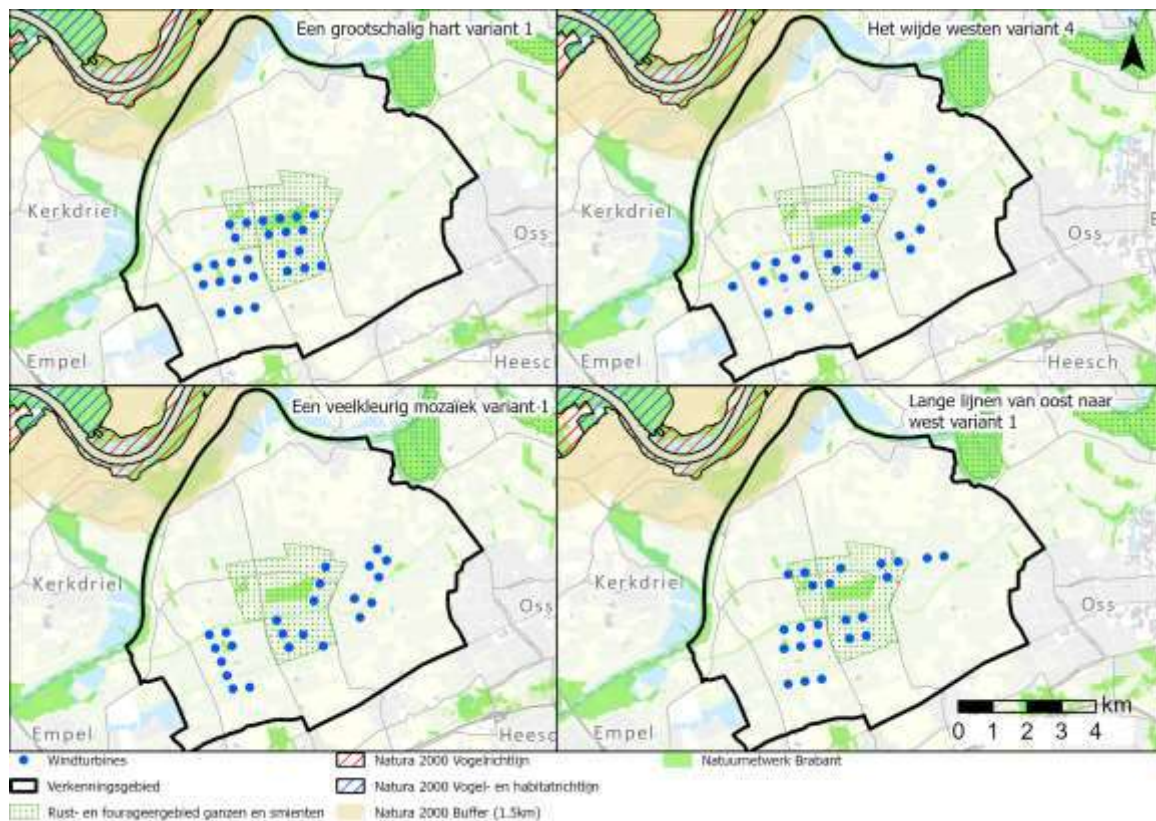 Een grootschalig hart variant 1
Kerkdriel
Oss
Empel
Heesch
Het wijde westen variant 4
N
Kerkdriel
Oss
Empel
Heesch
Een veelkleurig mozaïek variant 1
Kerkdriel
Oss
Empel
Heesc
Lange lijnen van oost naar
west variant 1
Kerkdriel
Oss
Empel
km
0 1 2 3 4
Windturbines
Verkenningsgebied
Rust- en fourageergebied ganzen en smienten
Natura 2000 Vogelrichtlijn
Natura 2000 Vogel- en habitatrichtlijn
Natura 2000 Buffer (1.5km)
Natuurnetwerk Brabant